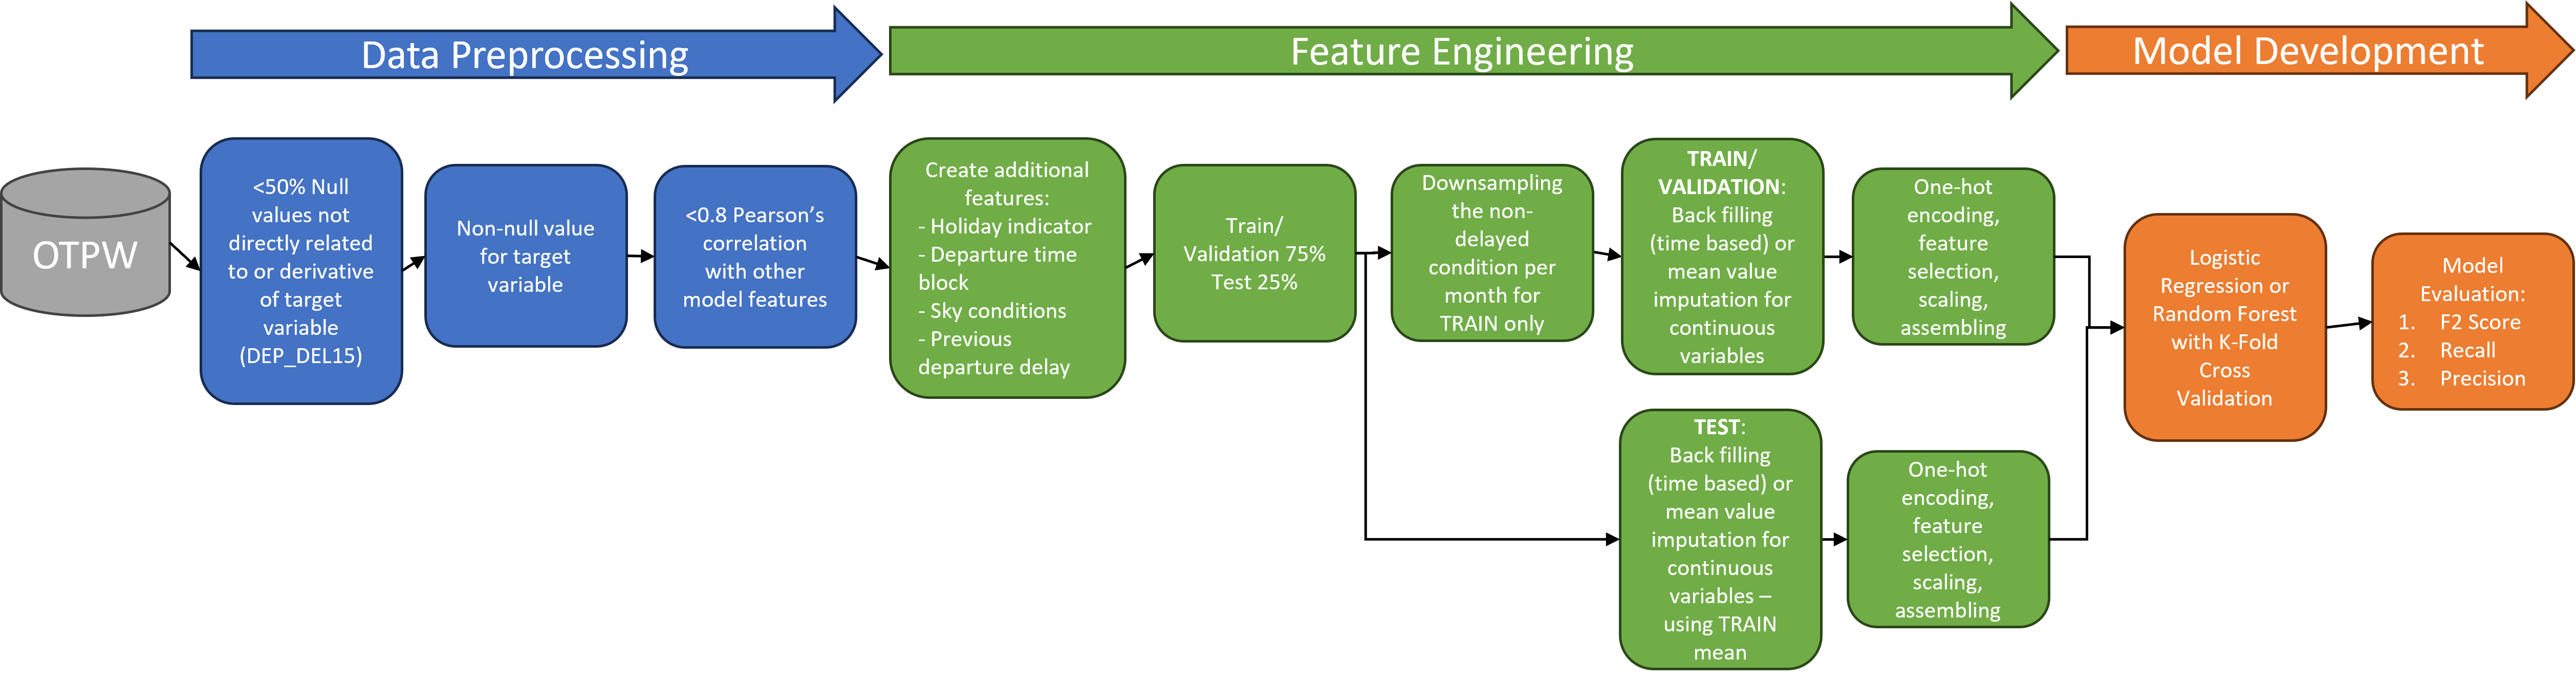 Data Preprocessing
Feature Engineering
Model Development
OTPW
<50% Null
values not
directly related
to or derivative
of target
variable
(DEP_DEL15)
Non-null value
for target
variable
<0.8 Pearson’s
correlation
with other
model features
Create additional
features:
- Holiday indicator
- Departure time
block
- Sky conditions
- Previous
departure delay
Train/
Validation 75%
Test 25%
Downsampling
the non-
delayed
condition per
month for
TRAIN only
TRAIN/
VALIDATION:
Back filling
(time based) or
mean value
imputation for
continuous
variables
One-hot
encoding,
feature
selection,
scaling,
assembling
TEST:
Back filling
(time based) or
mean value
imputation for
continuous
variables –
using TRAIN
mean
One-hot
encoding,
feature
selection,
scaling,
assembling
Logistic
Regression or
Random Forest
with K-Fold
Cross
Validation
Model
Evaluation:
1. F2 Score
2. Recall
3. Precision